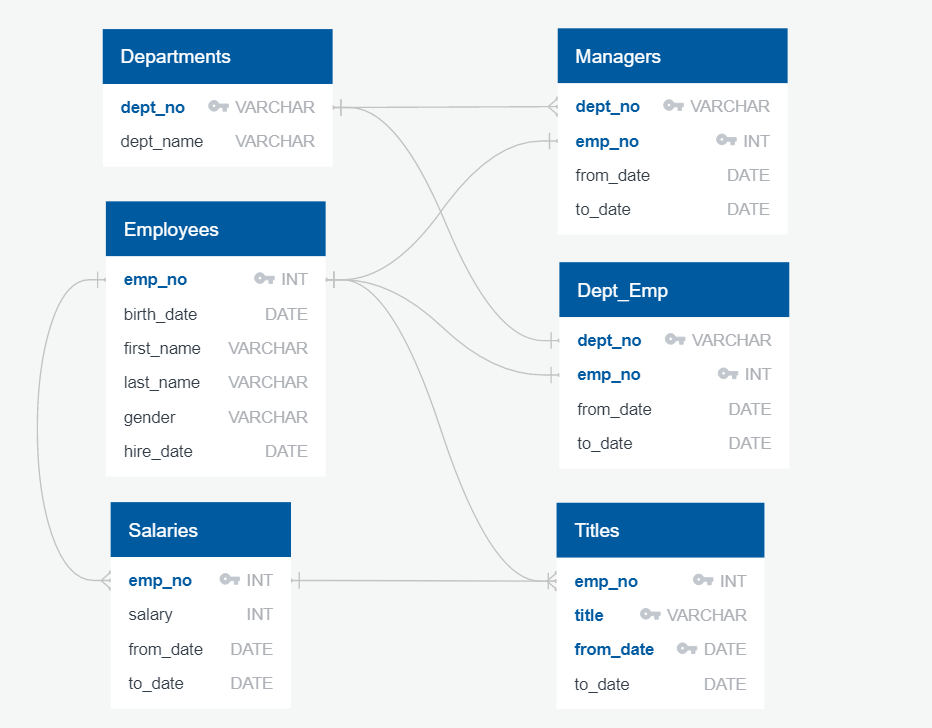 Departments
dept_no VARCHAR
dept_name VARCHAR
Managers
dept_no VARCHAR
emp_no INT
from_date DATE
to_date DATE
Employees
emp_no INT
birth_date DATE
first_name VARCHAR
last_name VARCHAR
gender VARCHAR
hire_date DATE
Dept_Emp
dept_no VARCHAR
emp_no INT
from_date DATE
to_date DATE
Salaries
emp_no INT
salary INT
from_date DATE
to_date DATE
Titles
emp_no INT
title VARCHAR
from_date DATE
to_date DATE